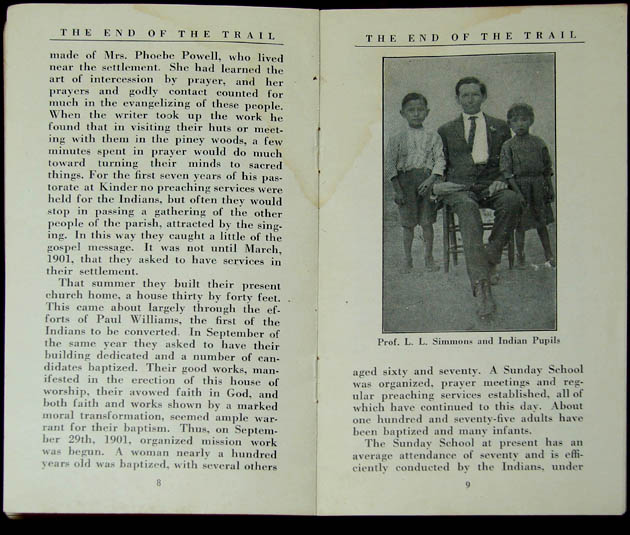 THE END OF THE TRAIL
made of Mrs. Phoebe Powell, who lived
near the settlement. She had learned the
art of intercession by prayer, and her
prayers and godly contact counted for
much in the evangelizing of these people.
When the writer took up the work he
found that in visiting their huts or meet-
ing with them in the piney woods, a few
minutes spent in prayer would do much
toward turning their minds to sacred
things. For the first seven years of his pas-
torate at Kinder no preaching services were
held for the Indians, but often they would
stop in passing a gathering of the other
people of the parish, attracted by the sing-
ing. In this way they caught a little of the
gospel message. It was not until March,
1901, that they asked to have services in
their settlement.
That summer they built their present
church home, a house thirty by forty feet.
This came about largely through the ef-
forts of Paul Williams, the first of the
Indians to be converted. In September of
the same year they asked to have their
building dedicated and a number of can-
didates baptized. Their good works, man-
ifested in the erection of this house of
worship, their avowed faith in God, and
both faith and works shown by a marked
moral transformation, seemed ample war-
rant for their baptism. Thus, on Septem-
ber 29th, 1901, organized mission work
was begun. A woman nearly a hundred
years old was baptized, with several others
8
THE END OF THE TRAIL
Prof. L. L. Simmons and Indian Pupils
aged sixty and seventy. A Sunday School
was organized, prayer meetings and reg-
ular preaching services established, all of
which have continued to this day. About
one hundred and seventy-five adults have
been baptized and many infants.
The Sunday School at present has an
average attendance of seventy and is effi-
ciently conducted by the Indians, under
9